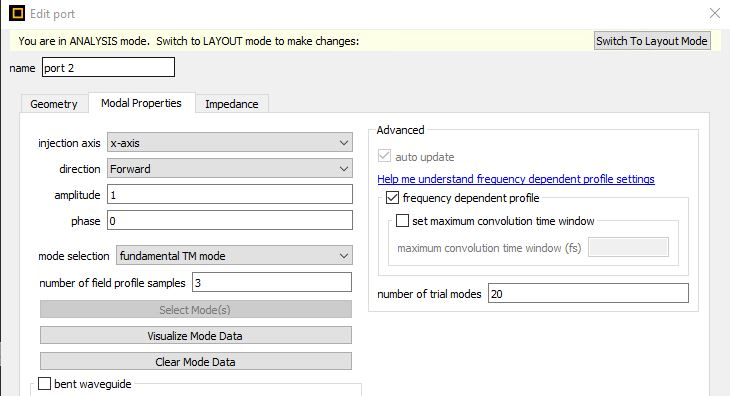 Edit port
You are in ANALYSIS mode. Switch to LAYOUT mode to make changes:
Switch To Layout Mode
name port 2
Geometry
Modal Properties
Impedance
injection axis x-axis
direction Forward
amplitude 1
phase 0
mode selection fundamental TM mode
number of field profile samples 3
Select Mode(s)
Visualize Mode Data
Clear Mode Data
bent waveguide
Advanced
auto update
Help me understand frequency dependent profile settings
frequency dependent profile
set maximum convolution time window
maximum convolution time window (fs)
number of trial modes 20